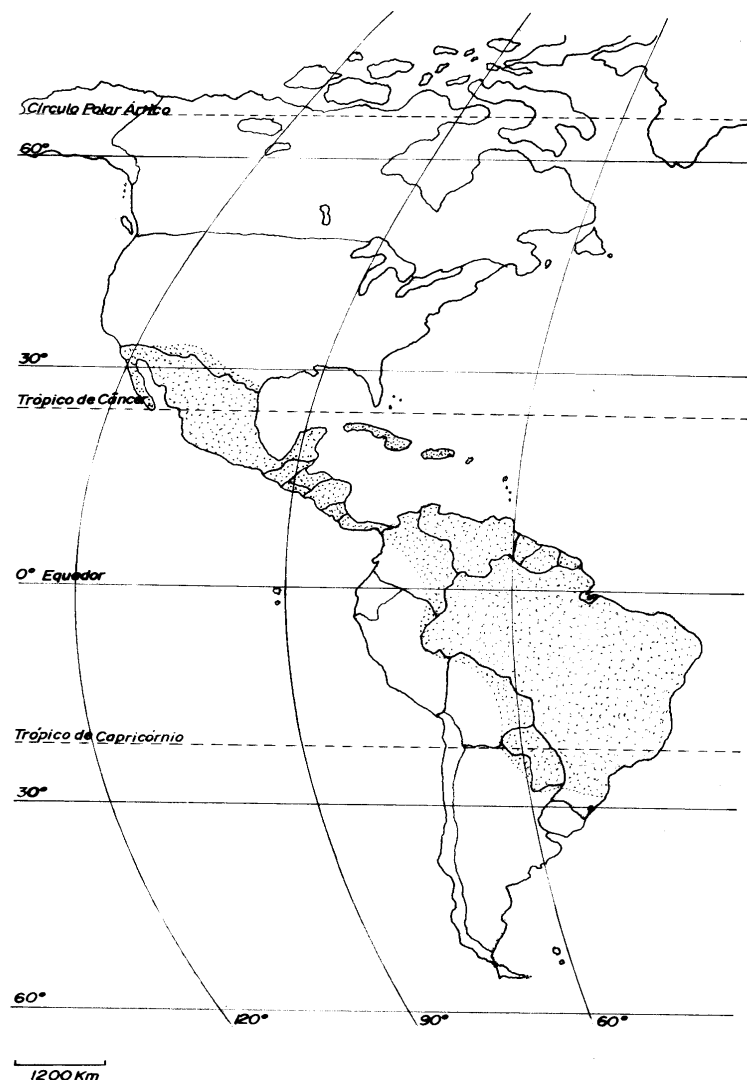 Círculo Polar Ártico
60°
30°
Trópico de Câncer
0° Equador
Trópico de Capricórnio
30°
60°
120°
90°
60°
1200 Km